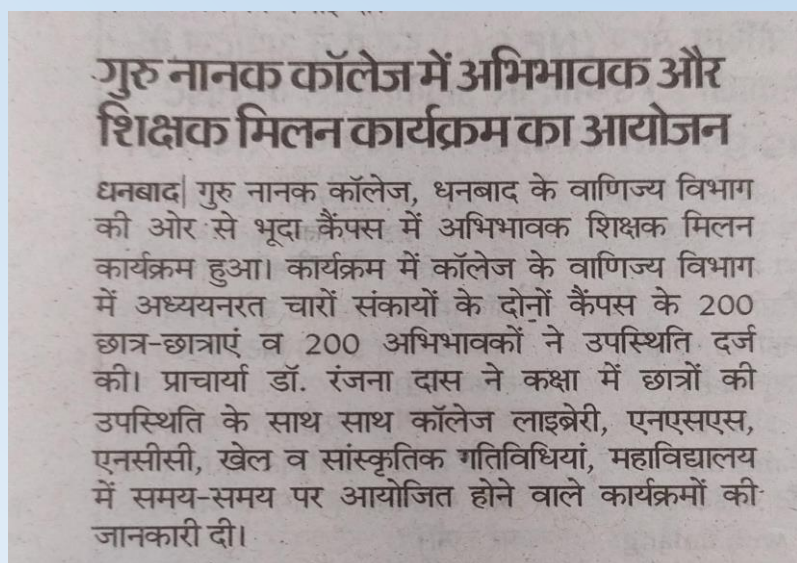 गुरु नानक कॉलेज में अभिभावक और
शिक्षक मिलन कार्यक्रम का आयोजन
धनबाद| गुरु नानक कॉलेज, धनबाद के वाणिज्य विभाग
की ओर से भूदा कैंपस में अभिभावक शिक्षक मिलन
कार्यक्रम हुआ। कार्यक्रम में कॉलेज के वाणिज्य विभाग
में अध्ययनरत चारों संकायों के दोनों कैंपस के 200
छात्र-छात्राएं व 200 अभिभावकों ने उपस्थिति दर्ज
की। प्राचार्या डॉ. रंजना दास ने कक्षा में छात्रों की
उपस्थिति के साथ साथ कॉलेज लाइब्रेरी, एनएसएस,
एनसीसी, खेल व सांस्कृतिक गतिविधियां, महाविद्यालय
में समय-समय पर आयोजित होने वाले कार्यक्रमों की
जानकारी दी।